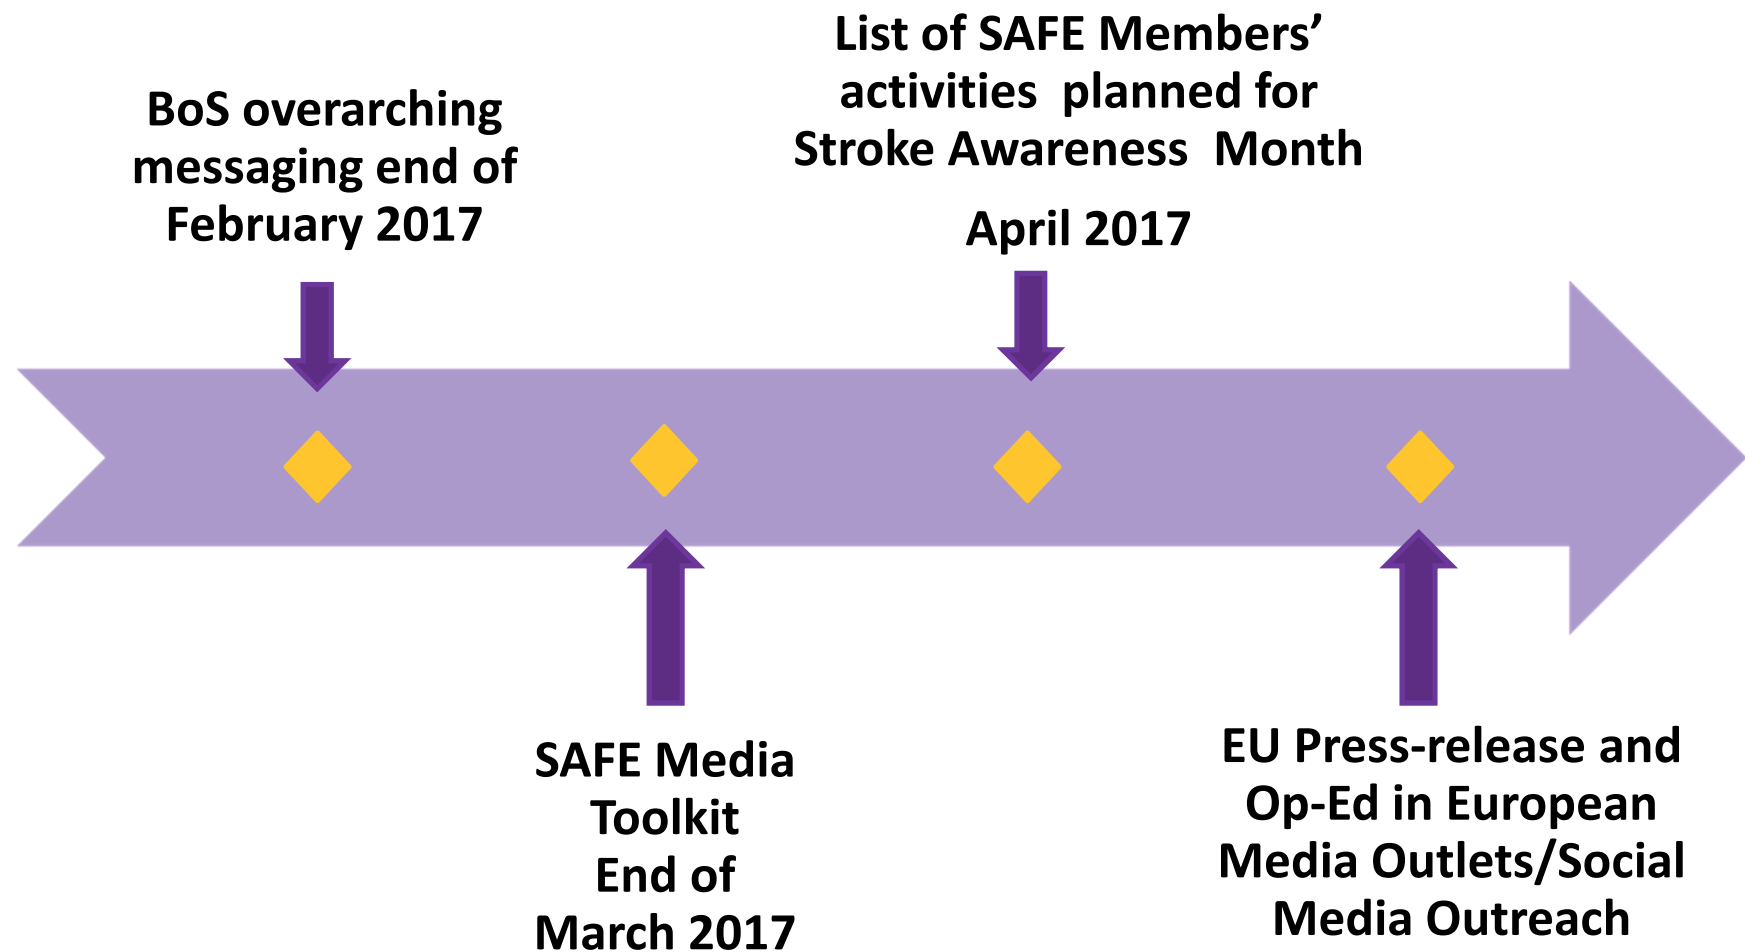 BoS overarching
messaging end of
February 2017
List of SAFE Members’
activities  planned for
Stroke Awareness  Month
April 2017
SAFE Media
Toolkit
End of
March 2017
EU Press-release and
Op-Ed in European
Media Outlets/Social
Media Outreach